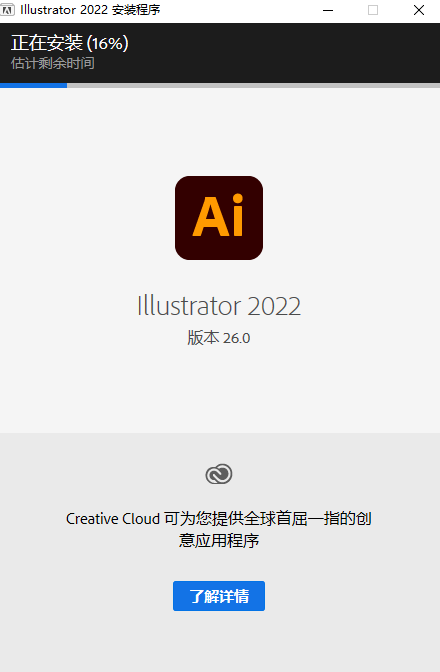 Illustrator 2022 安装程序
正在安装 (16%)
估计剩余时间
Ai
Illustrator 2022
版本 26.0
Creative Cloud 可为您提供全球首屈一指的创
意应用程序
了解详情